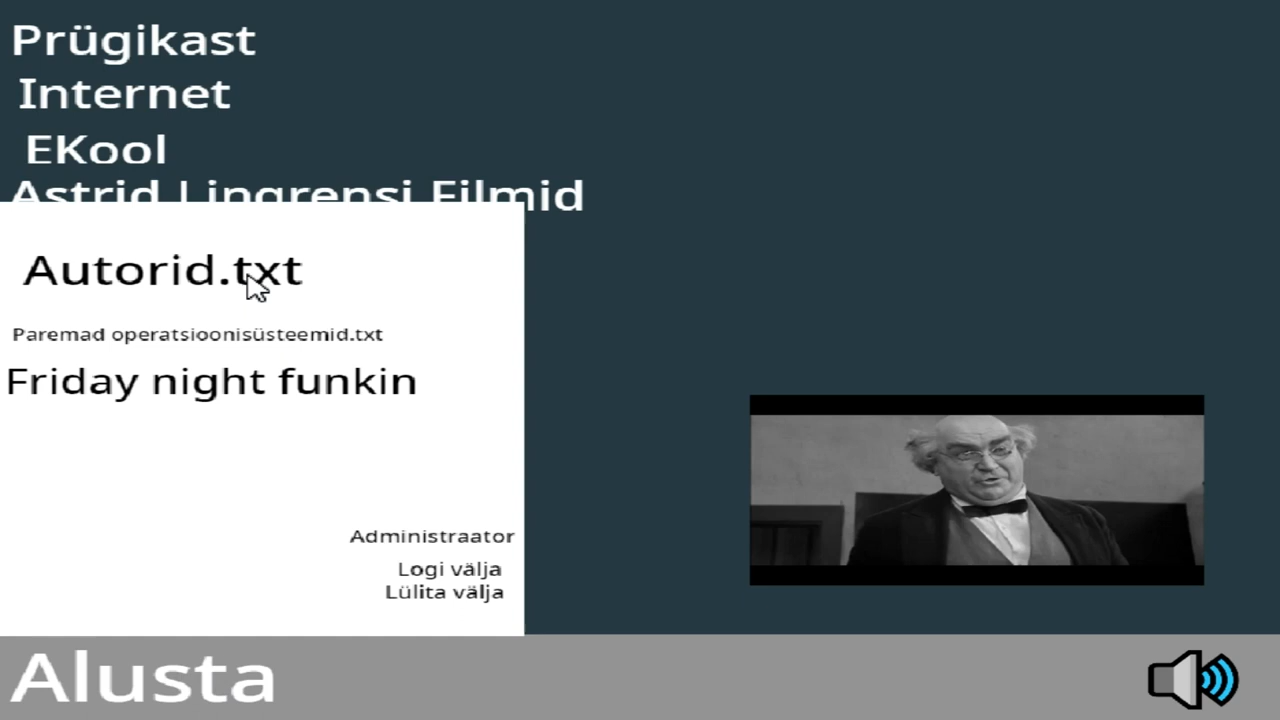 Prügikast
Internet
EKool
Astrid Lingrensi Filmid
Autorid.txt
Paremad operatsioonisüsteemid.txt
Friday night funkin
Administraator
Logi välja
Lülita välja
Alusta